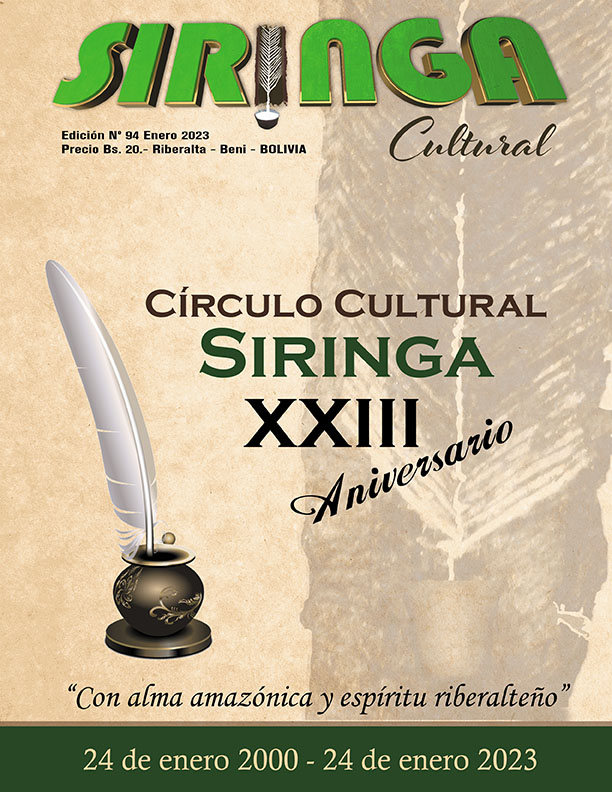 SIRINGA
Cultural
Edición N° 94 Enero 2023
Precio Bs. 20.- Riberalta - Beni - BOLIVIA
CÍRCULO CULTURAL
SIRINGA
XXIII
Aniversario
“Con alma amazónica y espíritu riberalteño”
24 de enero 2000 - 24 de enero 2023